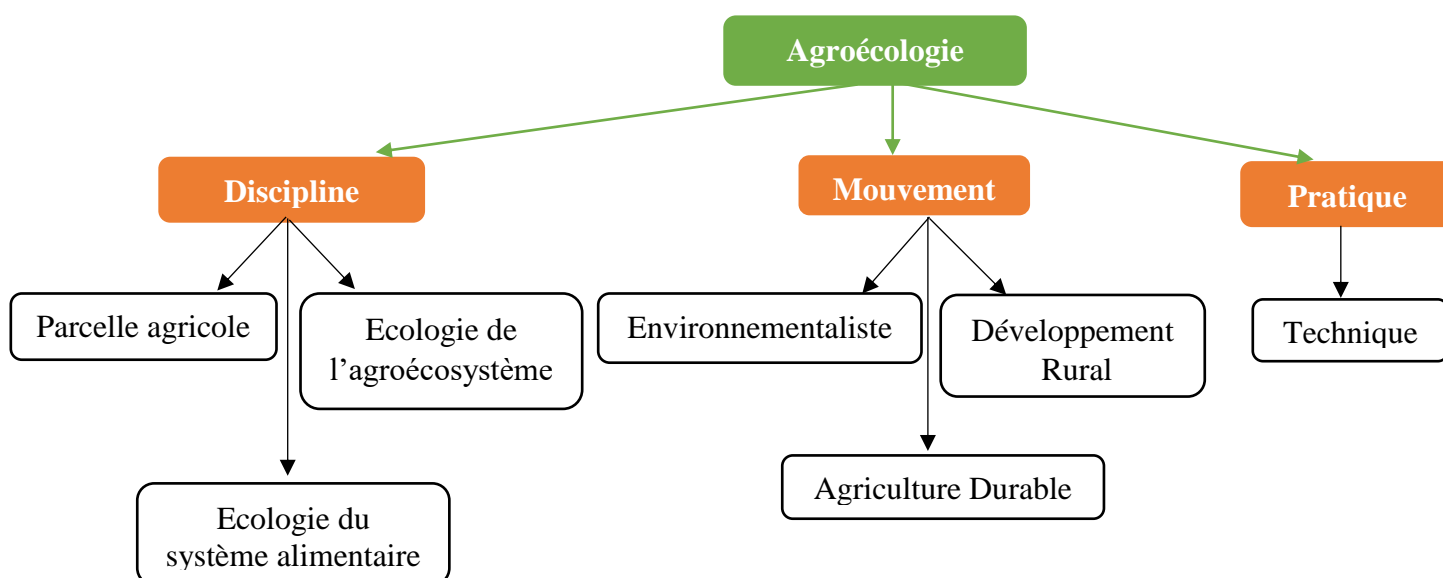 Agroécologie
Discipline
Mouvement
Pratique
Parcelle agricole
Ecologie de
l’agroécosystème
Environnementaliste
Développement
Rural
Technique
Ecologie du
système alimentaire
Agriculture Durable